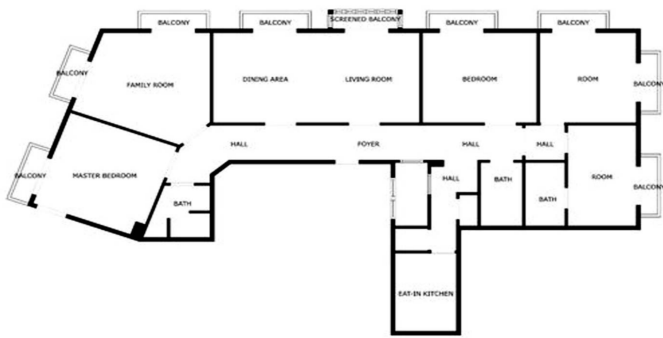 BALCONY
BALCONY
SCREENED BALCONY
BALCONY
BALCONY
BALCONY
FAMILY ROOM
DINING AREA
LIVING ROOM
BEDROOM
ROOM
BALCONY
HALL
FOYER
HALL
HALL
BALCONY
MASTER BEDROOM
HALL
BATH
ROOM
BALCONY
BATH
BATH
EAT-IN KITCHEN